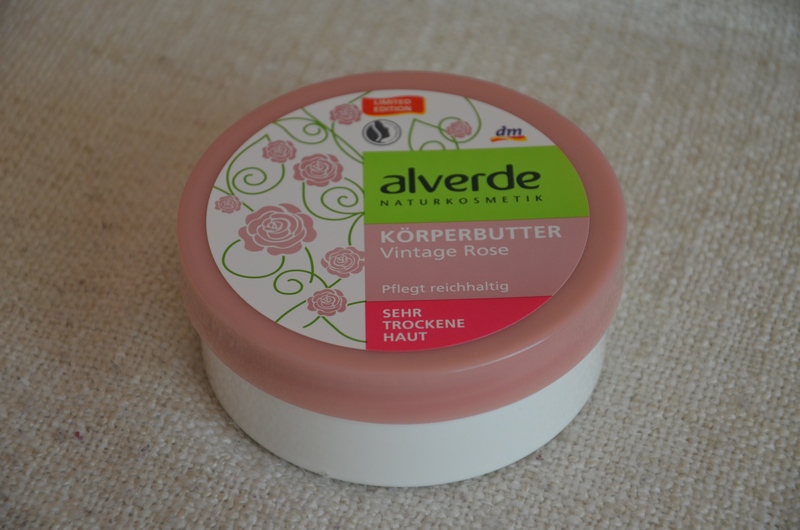 LIMITED
EDITION
dm
alverde
NATURKOSMETIK
KÖRPERBUTTER
Vintage Rose
Pflegt reichhaltig
SEHR
TROCKENE
HAUT